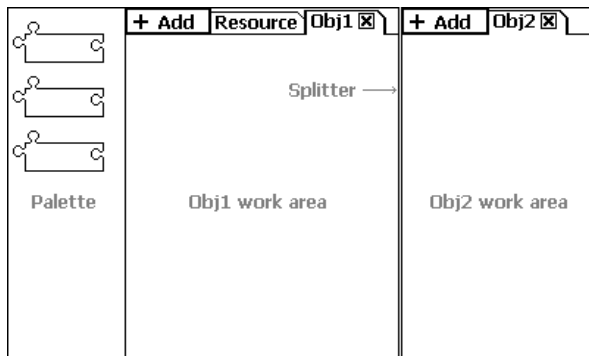 + Add Resource Obj1 + Add Obj2
Splitter
Palette Obj1 work area Obj2 work area